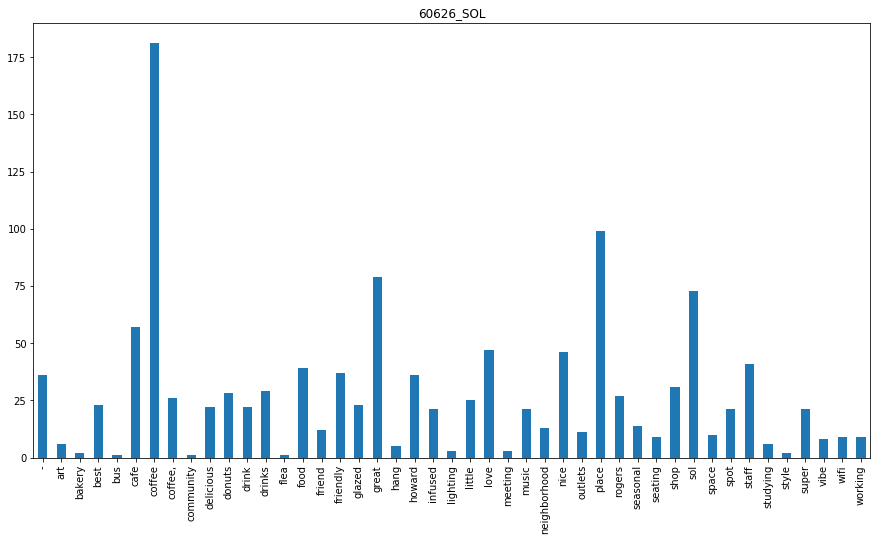 60626_SOL
175
150
125
100
75
50
25
0
-
art
bakery
best
bus
cafe
coffee
coffee,
community
delicious
donuts
drink
drinks
flea
food
friend
friendly
glazed
great
hang
howard
infused
lighting
little
love
meeting
music
neighborhood
nice
outlets
place
rogers
seasonal
seating
shop
sol
space
spot
staff
studying
style
super
vibe
wifi
working